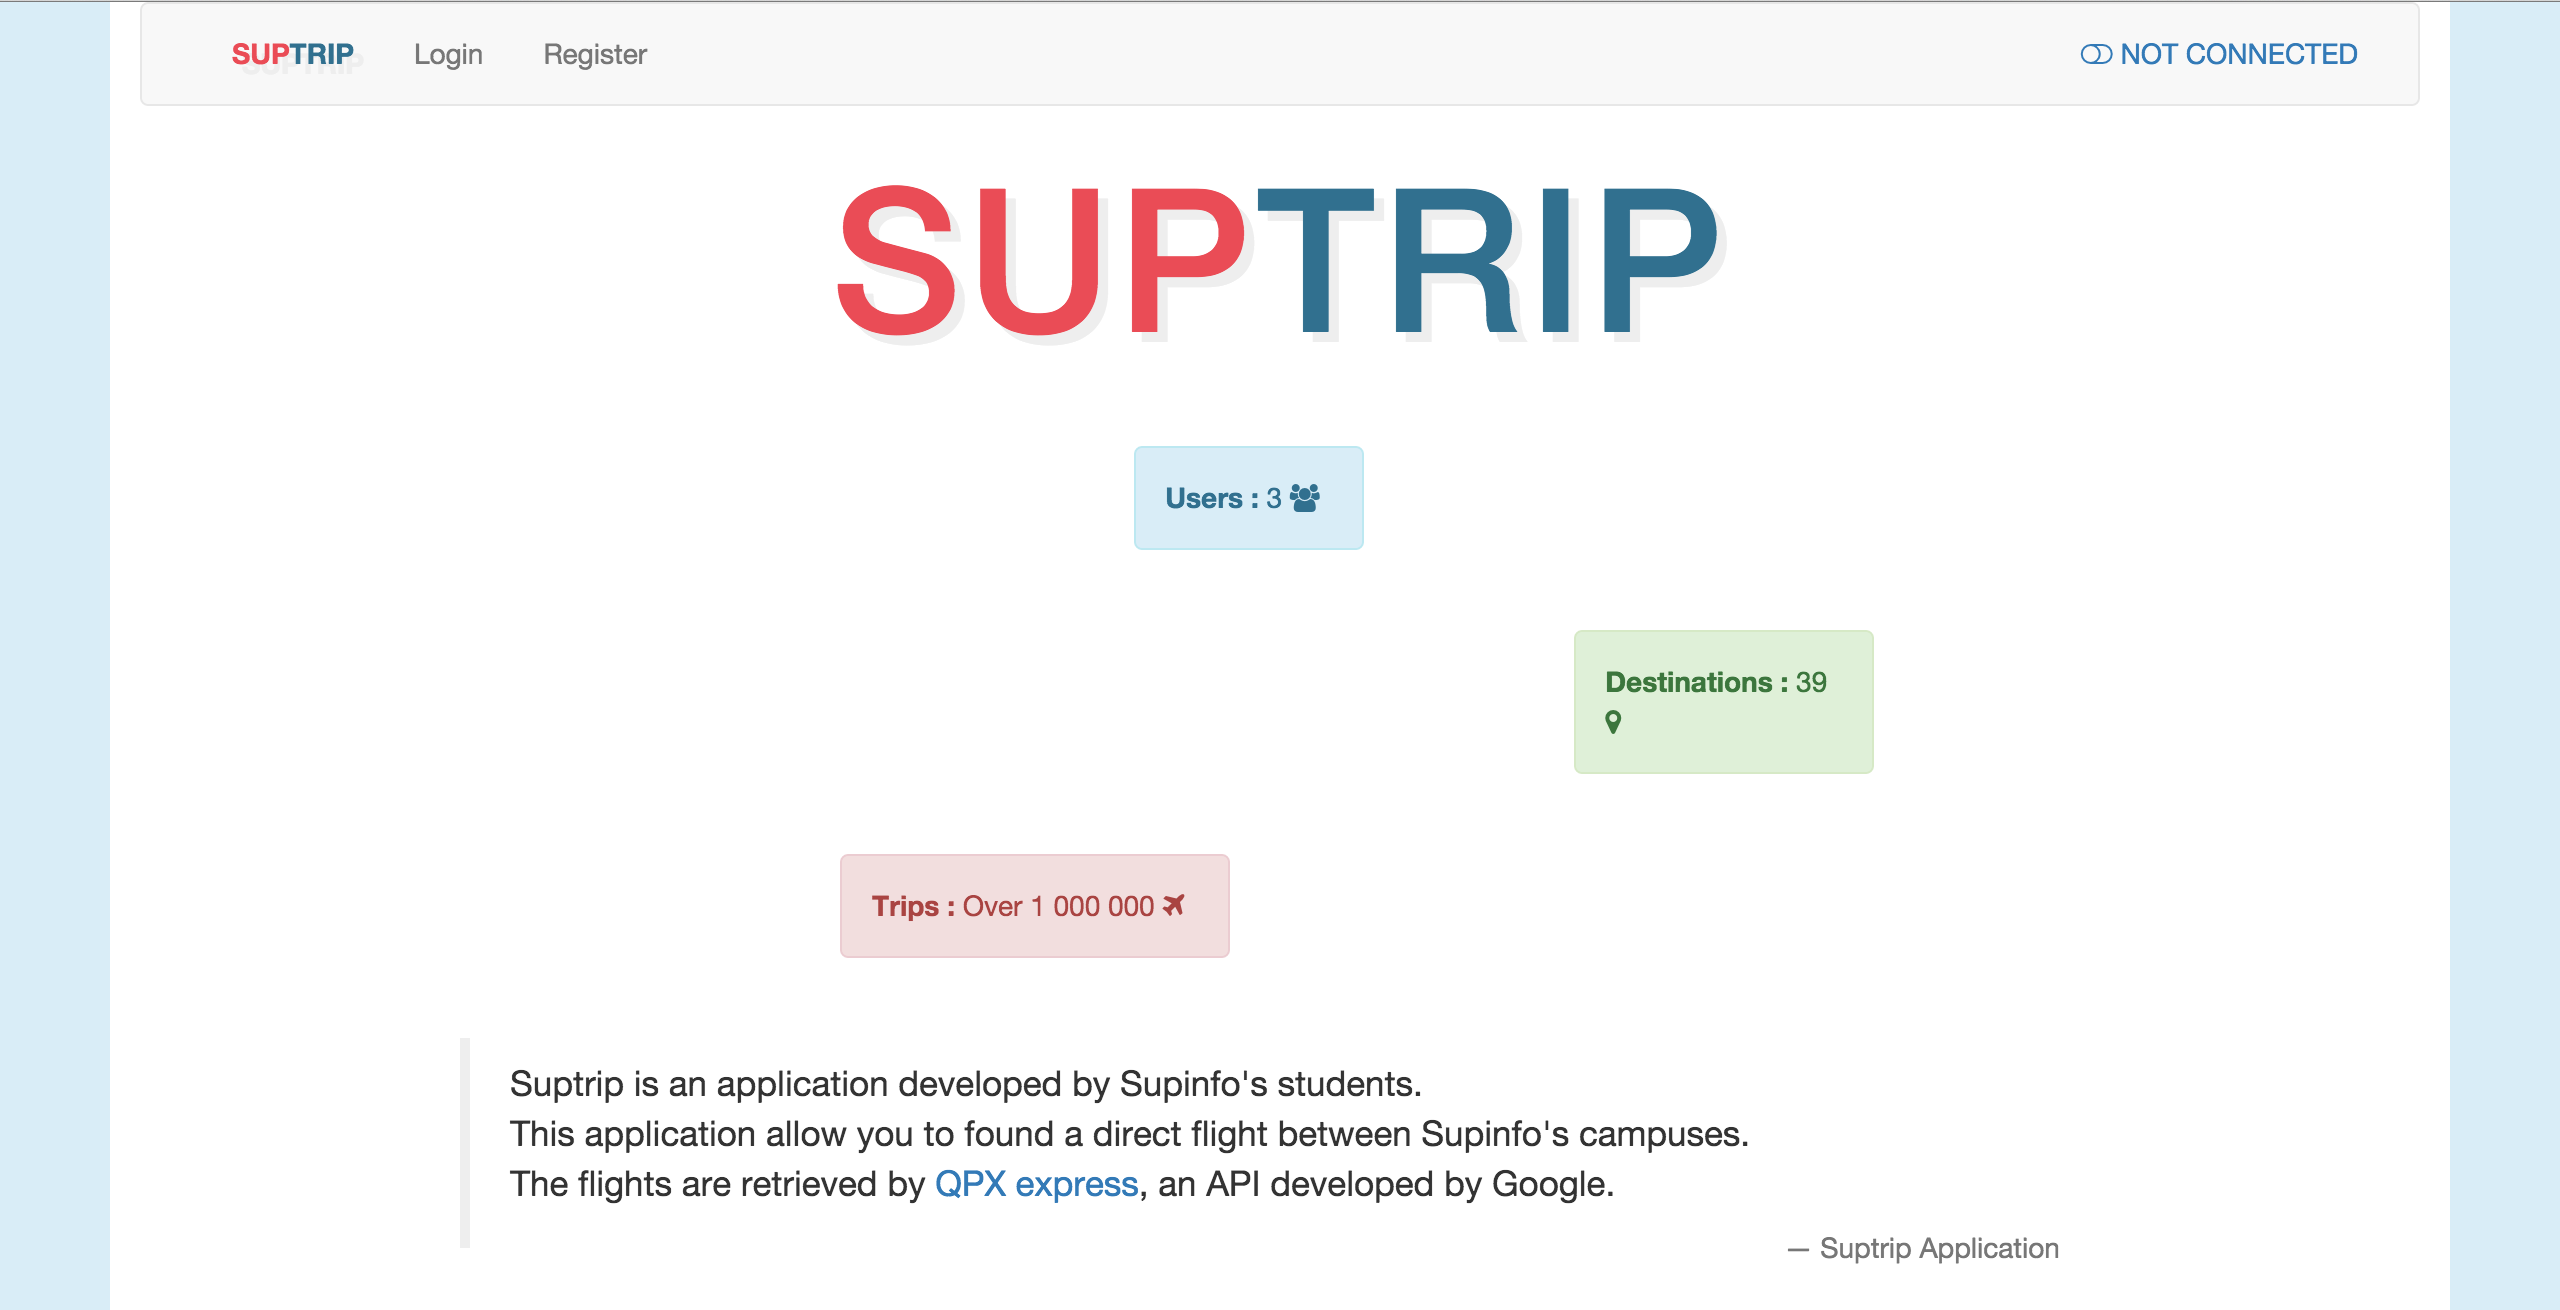 SUPTRIP Login Register NOT CONNECTED
SUPTRIP
Users : 3
Destinations : 39
Trips : Over 1 000 000
Suptrip is an application developed by Supinfo's students.
This application allow you to found a direct flight between Supinfo's campuses.
The flights are retrieved by QPX express, an API developed by Google.
— Suptrip Application